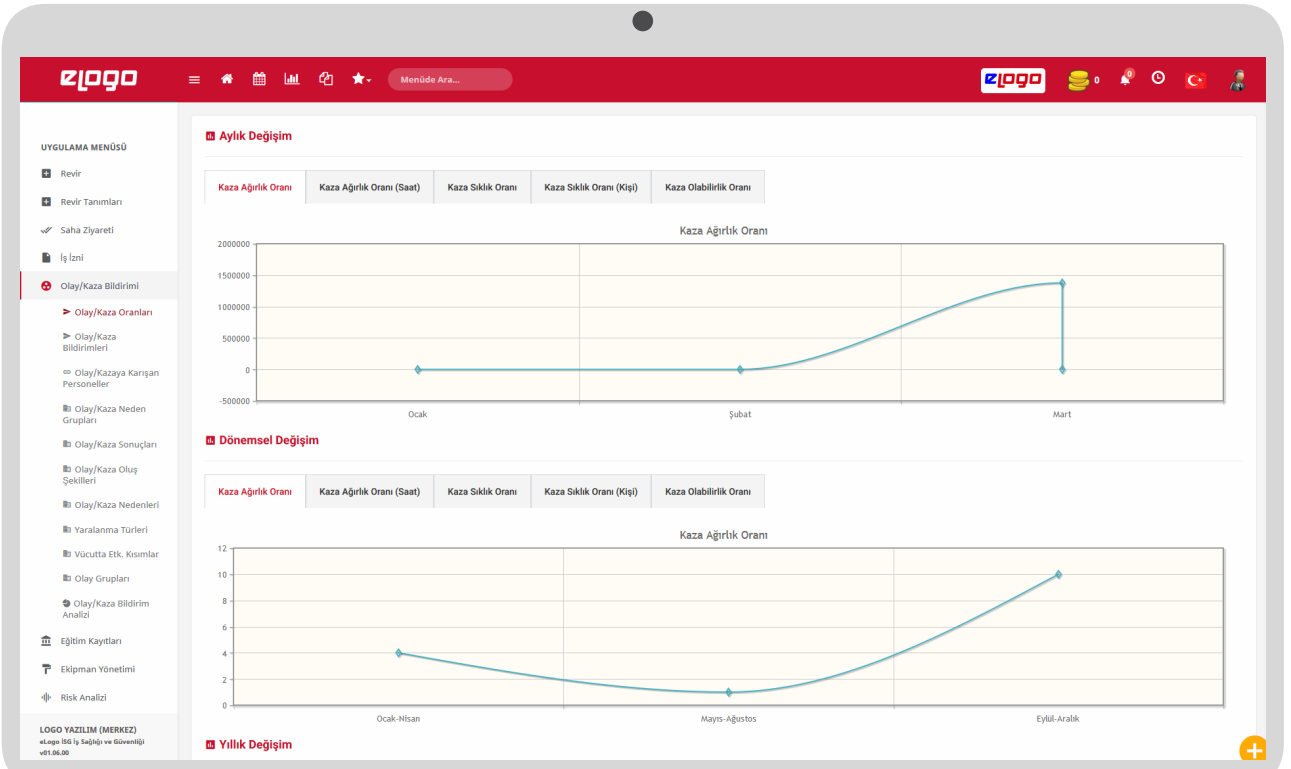 eLogo
Menüde Ara...
eLogo
0
0
UYGULAMA MENÜSÜ
Revir
Revir Tanımları
Saha Ziyareti
İş İzni
Olay/Kaza Bildirimi
Olay/Kaza Oranları
Olay/Kaza
Bildirimleri
Olay/Kazaya Karışan
Personeller
Olay/Kaza Neden
Grupları
Olay/Kaza Sonuçları
Olay/Kaza Oluş
Şekilleri
Olay/Kaza Nedenleri
Yaralanma Türleri
Vücutta Etk. Kısımlar
Olay Grupları
Olay/Kaza Bildirim
Analizi
Eğitim Kayıtları
Ekipman Yönetimi
Risk Analizi
LOGO YAZILIM (MERKEZ)
eLogo İSG İş Sağlığı ve Güvenliği
v01.06.00
Aylık Değişim
Kaza Ağırlık Oranı Kaza Ağırlık Oranı (Saat) Kaza Sıklık Oranı Kaza Sıklık Oranı (Kişi) Kaza Olabilirlik Oranı
Kaza Ağırlık Oranı
2000000
1500000
1000000
500000
0
-500000
Ocak Şubat Mart
Dönemsel Değişim
Kaza Ağırlık Oranı Kaza Ağırlık Oranı (Saat) Kaza Sıklık Oranı Kaza Sıklık Oranı (Kişi) Kaza Olabilirlik Oranı
Kaza Ağırlık Oranı
12
10
8
6
4
2
0
Ocak-Nisan Mayıs-Ağustos Eylül-Aralık
Yıllık Değişim